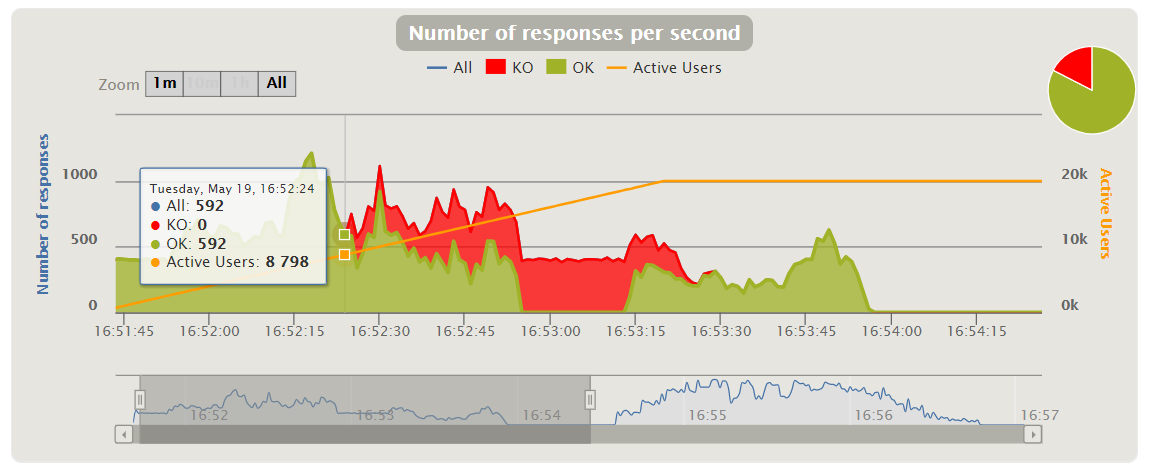 Number of responses per second
All KO OK Active Users
Zoom 1m 10m 1h All
Number of responses
1000
500
0
20k
10k
0k
Active Users
Tuesday, May 19, 16:52:24
All: 592
KO: 0
OK: 592
Active Users: 8 798
16:51:45 16:52:00 16:52:15 16:52:30 16:52:45 16:53:00 16:53:15 16:53:30 16:53:45 16:54:00 16:54:15
16:52 16:53 16:54 16:55 16:56 16:57